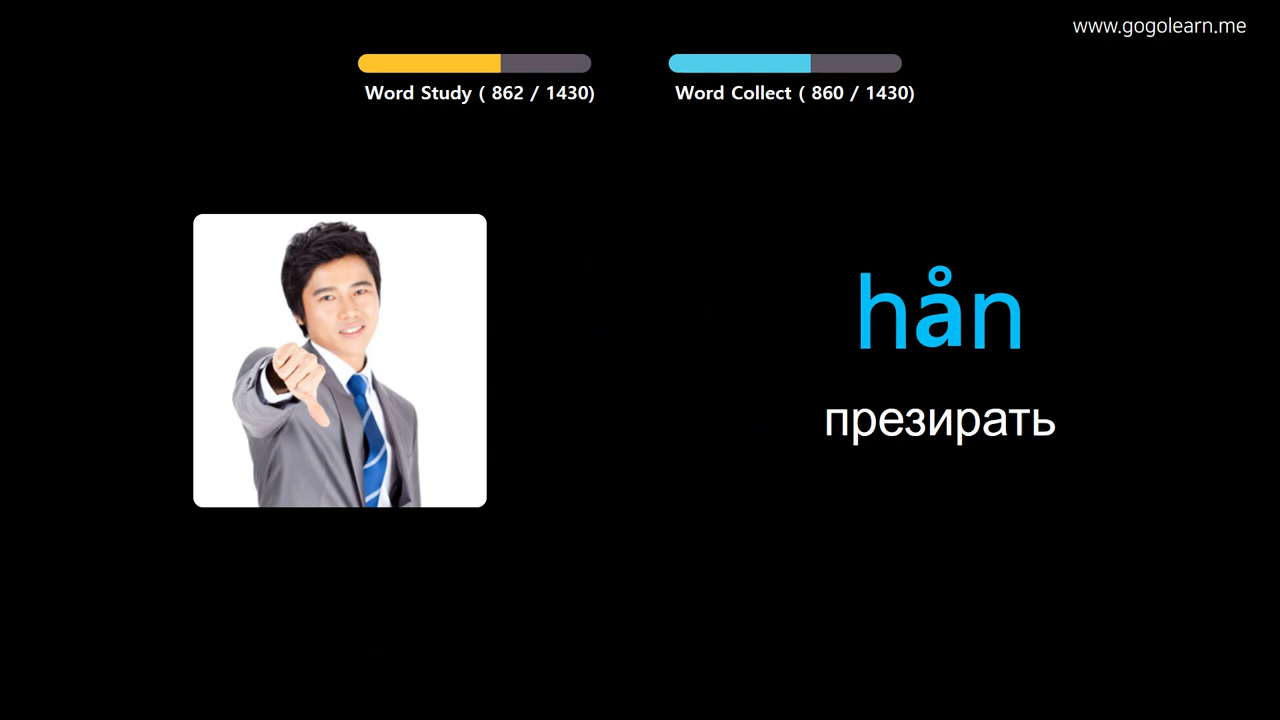 www.gogolearn.me
Word Study ( 862 / 1430)
Word Collect ( 860 / 1430)
hån
презирать